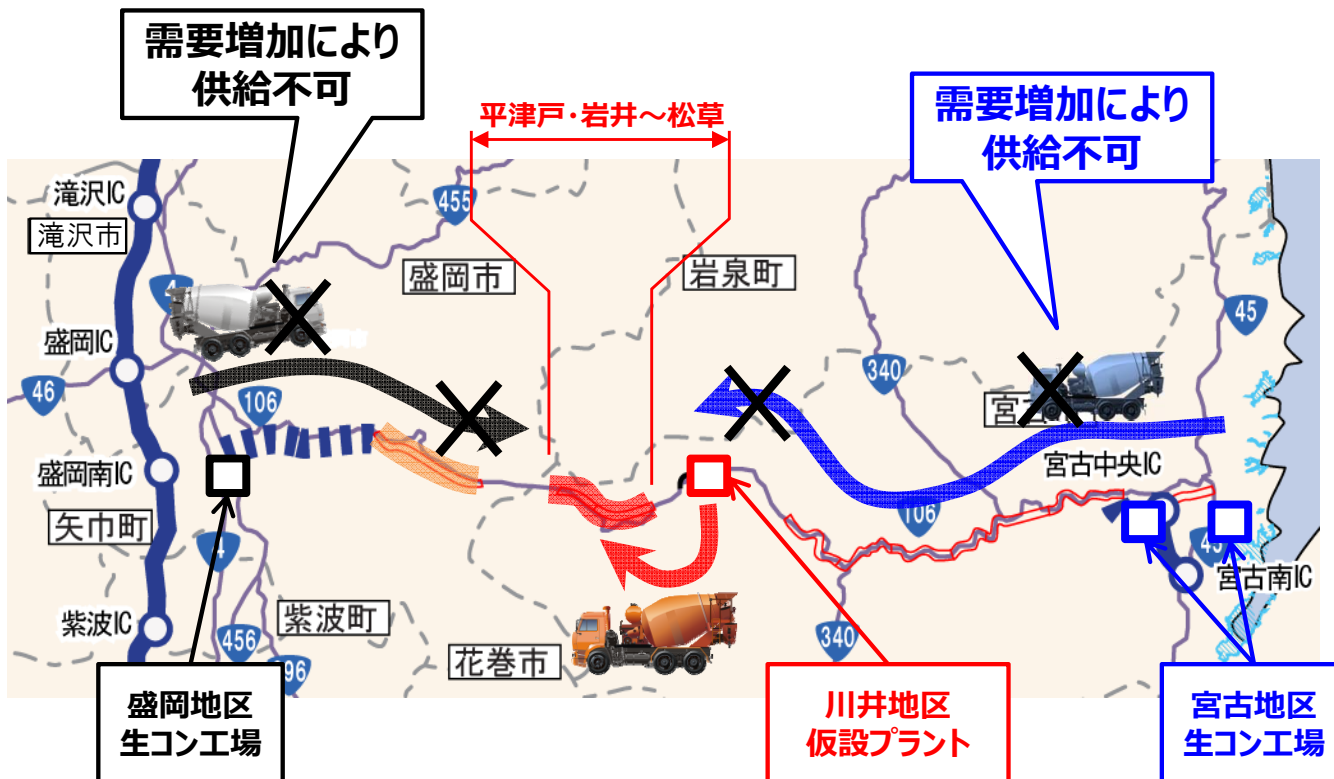 需要増加により
供給不可
平津戸・岩井～松草
需要増加により
供給不可
滝沢IC
滝沢市
455
盛岡市
岩泉町
4
45
盛岡IC
46
106
340
宮古中央IC
盛岡南IC
矢巾町
4
106
45
宮古南IC
紫波IC
紫波町
456
花巻市
340
盛岡地区
生コン工場
川井地区
仮設プラント
宮古地区
生コン工場